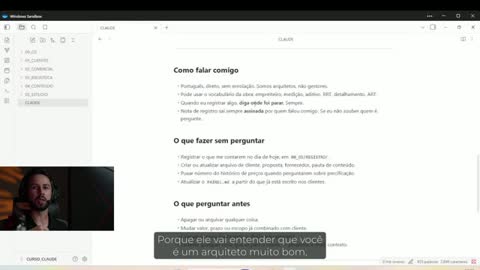 Windows Sandbox
CLAUDE
CLAUDE
00_OS
01_CLIENTES
02_COMERCIAL
03_BIBLIOTECA
04_CONTEUDO
05_ESTUDIO
CLAUDE
Como falar comigo
Português, direto, sem enrolação. Somos arquitetos, não gestores.
Pode usar o vocabulário da obra: empreiteiro, medição, aditivo, RRT, detalhamento, ART.
Quando eu registrar algo, diga onde foi parar. Sempre.
Nota de registro sai sempre assinada por quem falou comigo. Se eu não souber quem é,
pergunte.
O que fazer sem perguntar
Registrar o que me contarem no dia de hoje, em
Criar ou atualizar arquivo de cliente, proposta, fornecedor, pauta de conteúdo.
Puxar número do histórico de preços quando perguntarem sobre precificação.
Atualizar o a partir do que já está escrito nos clientes.
O que perguntar antes
Apagar ou arquivar qualquer coisa.
Mudar valor, prazo ou escopo já combinado com cliente.
Porque ele vai entender que você
é um arquiteto muito bom,
CURSO_CLAUDE